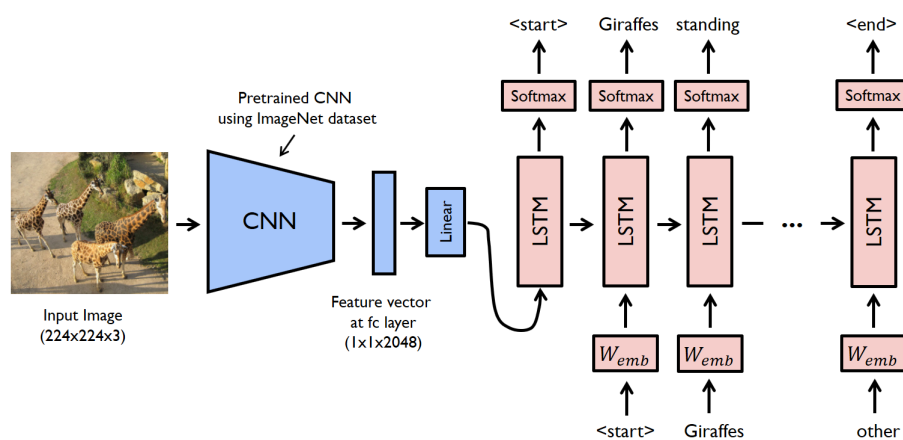 <start> Giraffes standing <end>
Softmax Softmax Softmax Softmax
Pretrained CNN
using ImageNet dataset
CNN
Linear
LSTM LSTM LSTM ... LSTM
Input Image
(224x224x3)
Feature vector
at fc layer
(1x1x2048)
W_emb W_emb W_emb
<start> Giraffes other